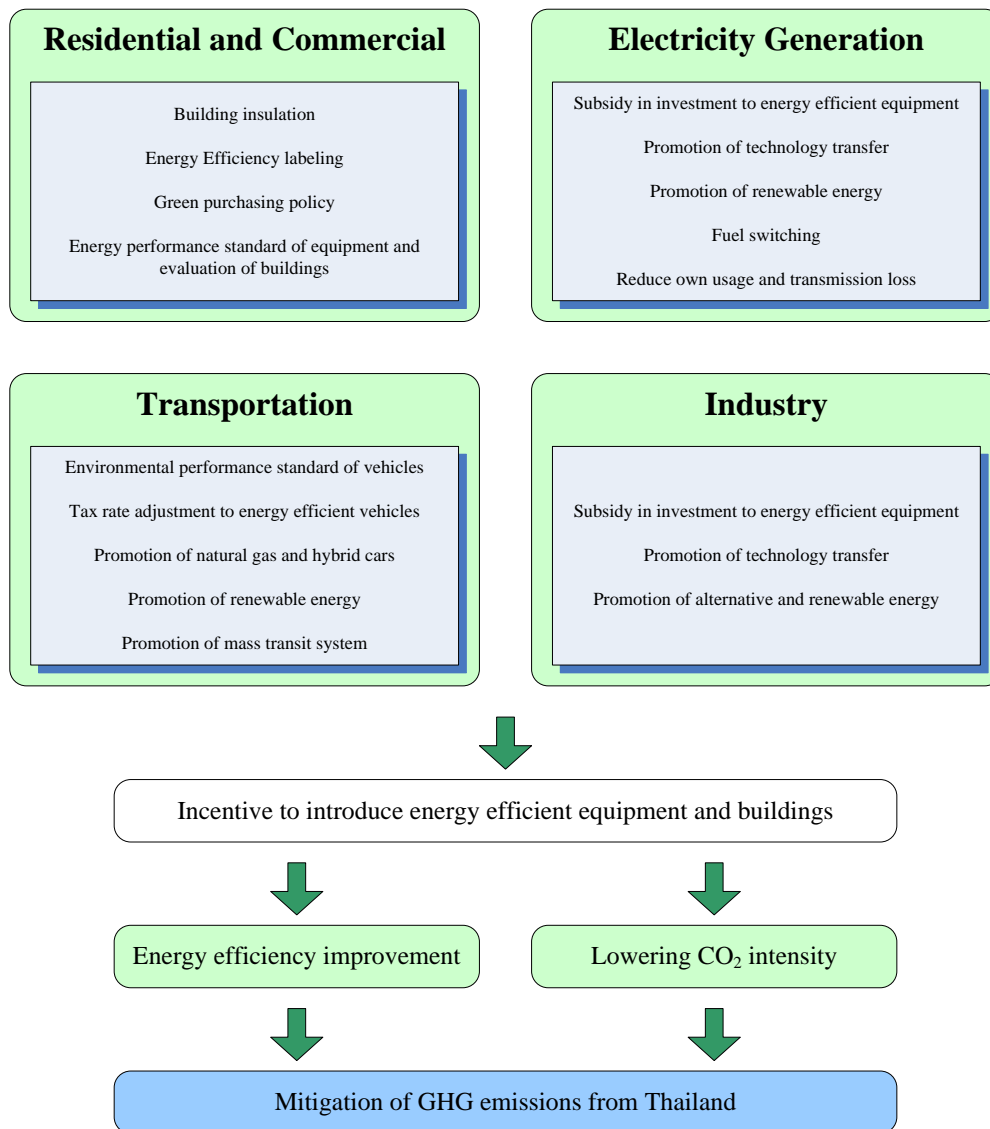 Residential and Commercial
Building insulation
Energy Efficiency labeling
Green purchasing policy
Energy performance standard of equipment and
evaluation of buildings
Electricity Generation
Subsidy in investment to energy efficient equipment
Promotion of technology transfer
Promotion of renewable energy
Fuel switching
Reduce own usage and transmission loss
Transportation
Environmental performance standard of vehicles
Tax rate adjustment to energy efficient vehicles
Promotion of natural gas and hybrid cars
Promotion of renewable energy
Promotion of mass transit system
Industry
Subsidy in investment to energy efficient equipment
Promotion of technology transfer
Promotion of alternative and renewable energy
Incentive to introduce energy efficient equipment and buildings
Energy efficiency improvement
Lowering CO₂ intensity
Mitigation of GHG emissions from Thailand